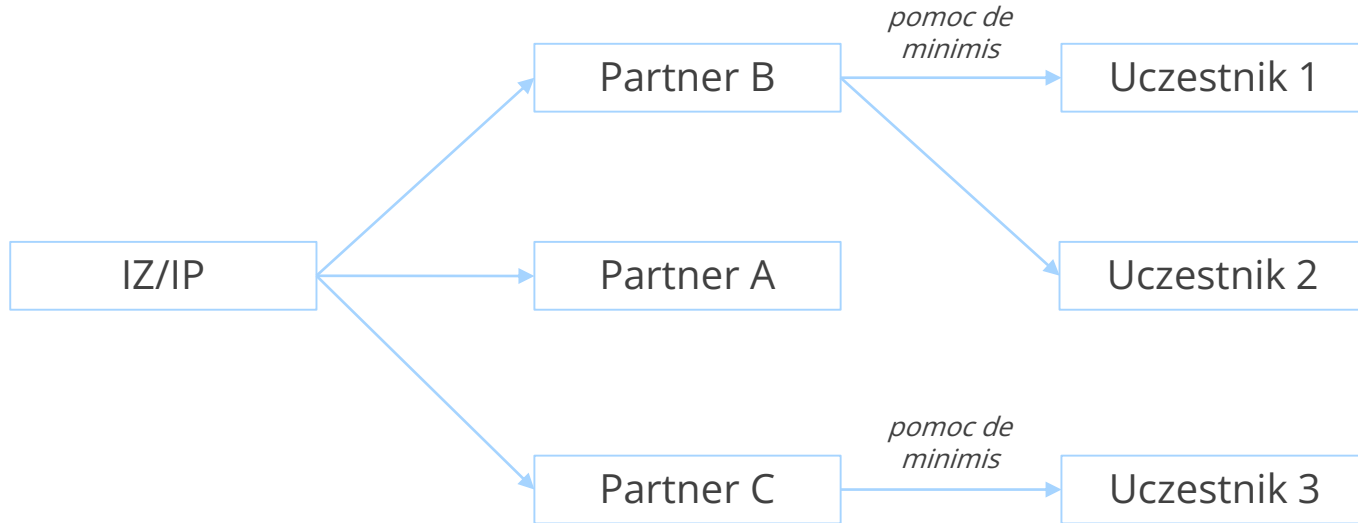 pomoc de
minimis
Partner B
Uczestnik 1
IZ/IP
Partner A
Uczestnik 2
pomoc de
minimis
Partner C
Uczestnik 3